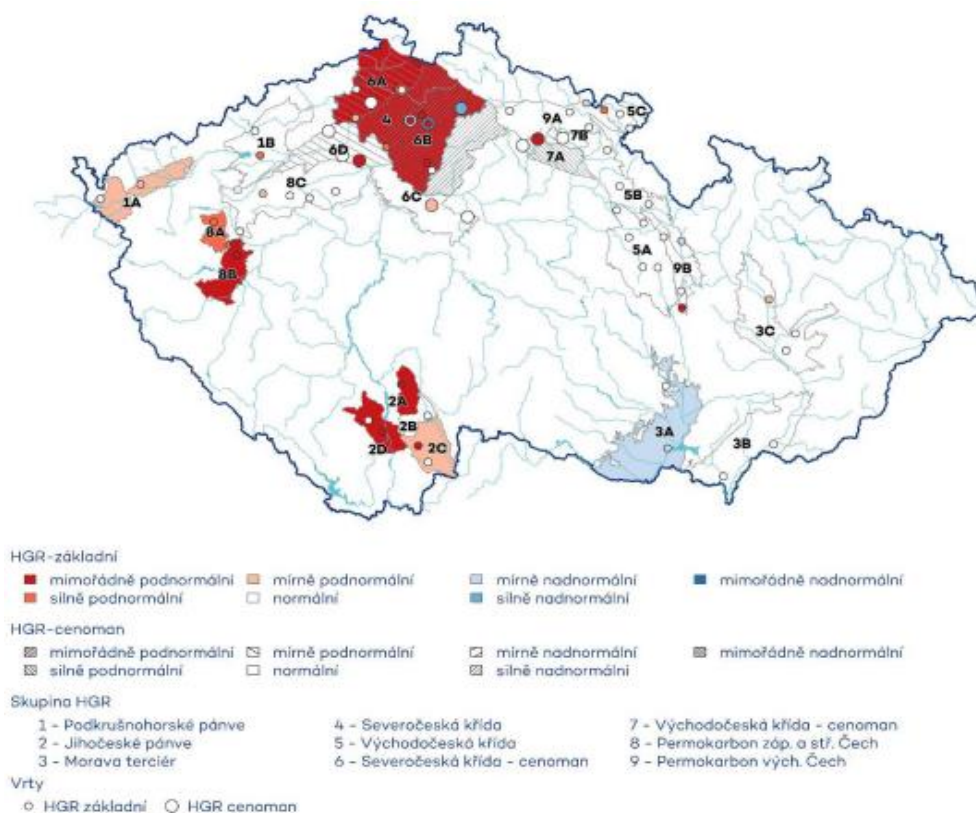 6A
4
6B
9A
5C
7B
7A
1B
6D
8C
6C
5B
1A
8A
8B
5A
9B
3C
2A
2B
2D
2C
3A
3B
HGR-základní
mimořádně podnormální mírně podnormální mírně nadnormální mimořádně nadnormální
silně podnormální normální silně nadnormální
HGR-cenoman
mimořádně podnormální mírně podnormální mírně nadnormální mimořádně nadnormální
silně podnormální normální silně nadnormální
Skupina HGR
1 - Podkrušnohorské pánve 4 - Severočeská křída 7 - Východočeská křída - cenoman
2 - Jihočeské pánve 5 - Východočeská křída 8 - Permokarbon záp. a stř. Čech
3 - Morava terciér 6 - Severočeská křída - cenoman 9 - Permokarbon vých. Čech
Vrty
HGR základní HGR cenoman